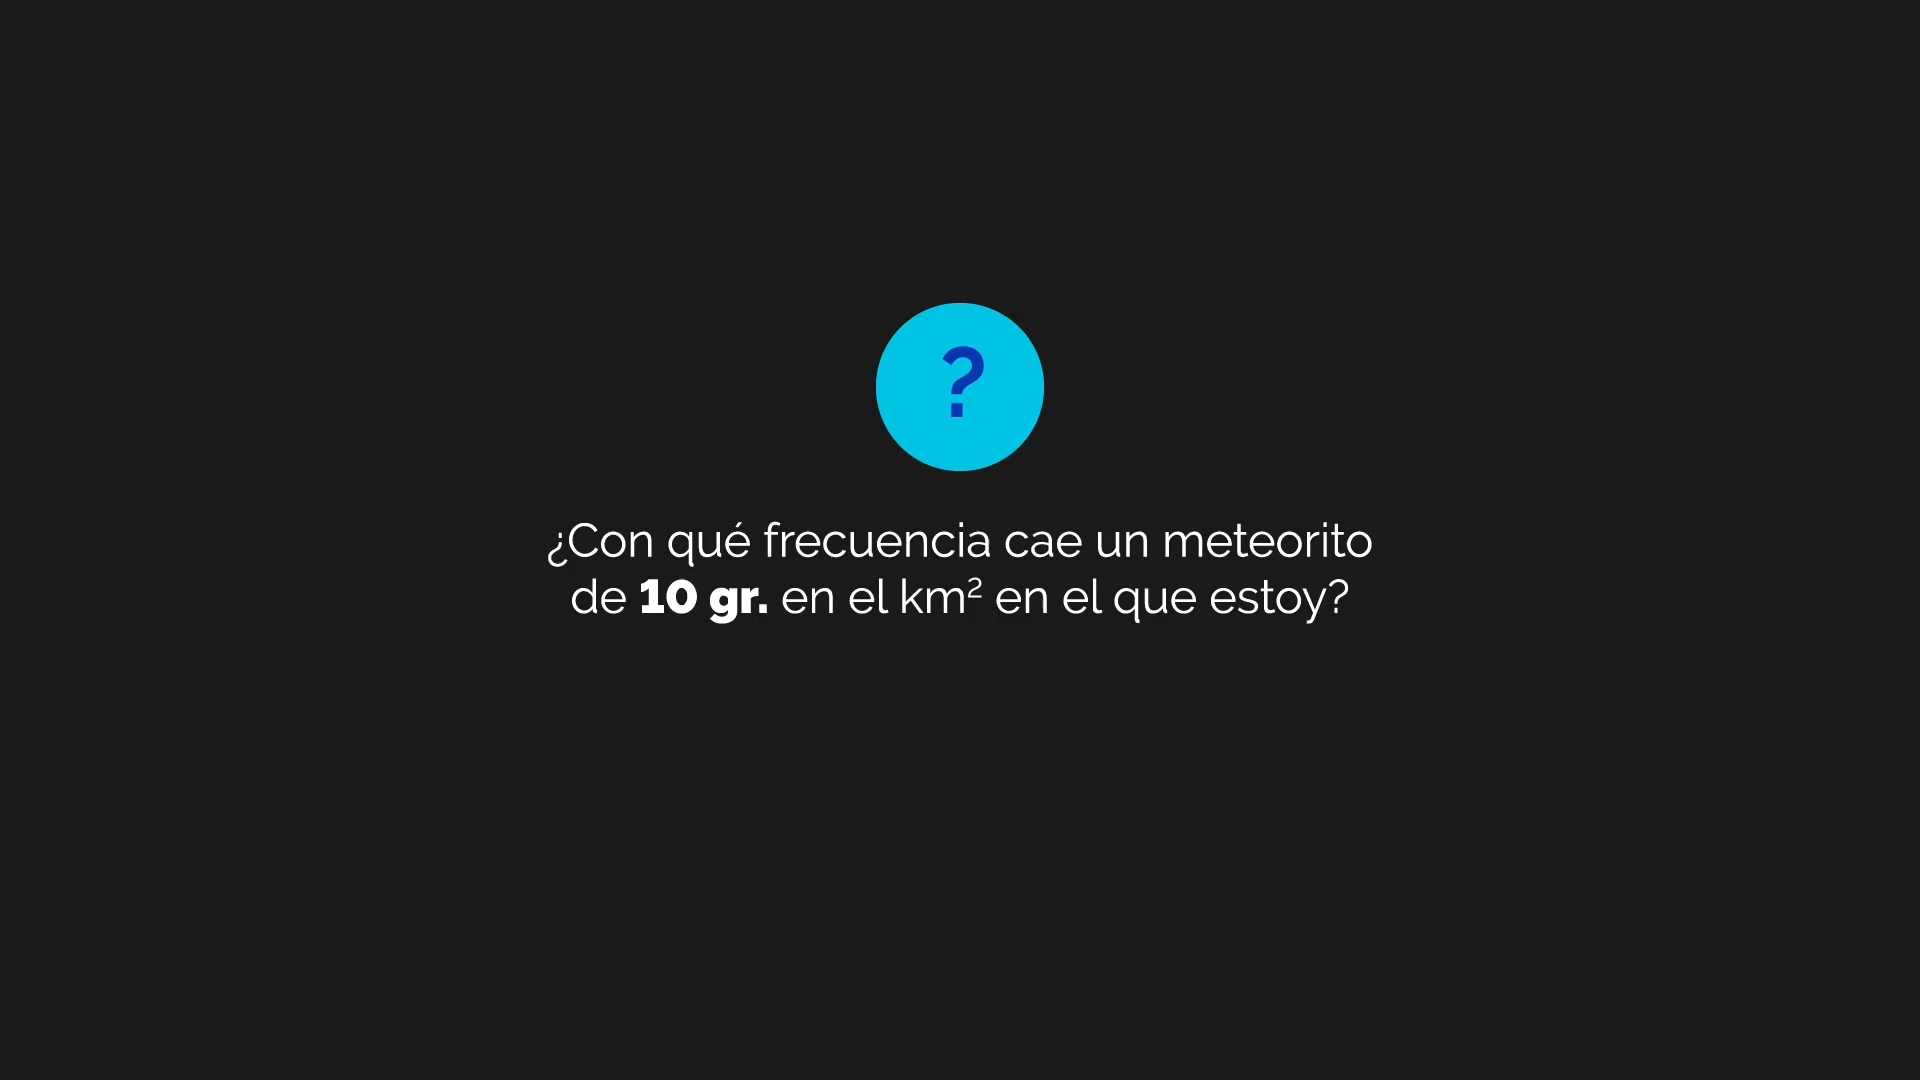 ?
¿Con qué frecuencia cae un meteorito
de 10 gr. en el km² en el que estoy?